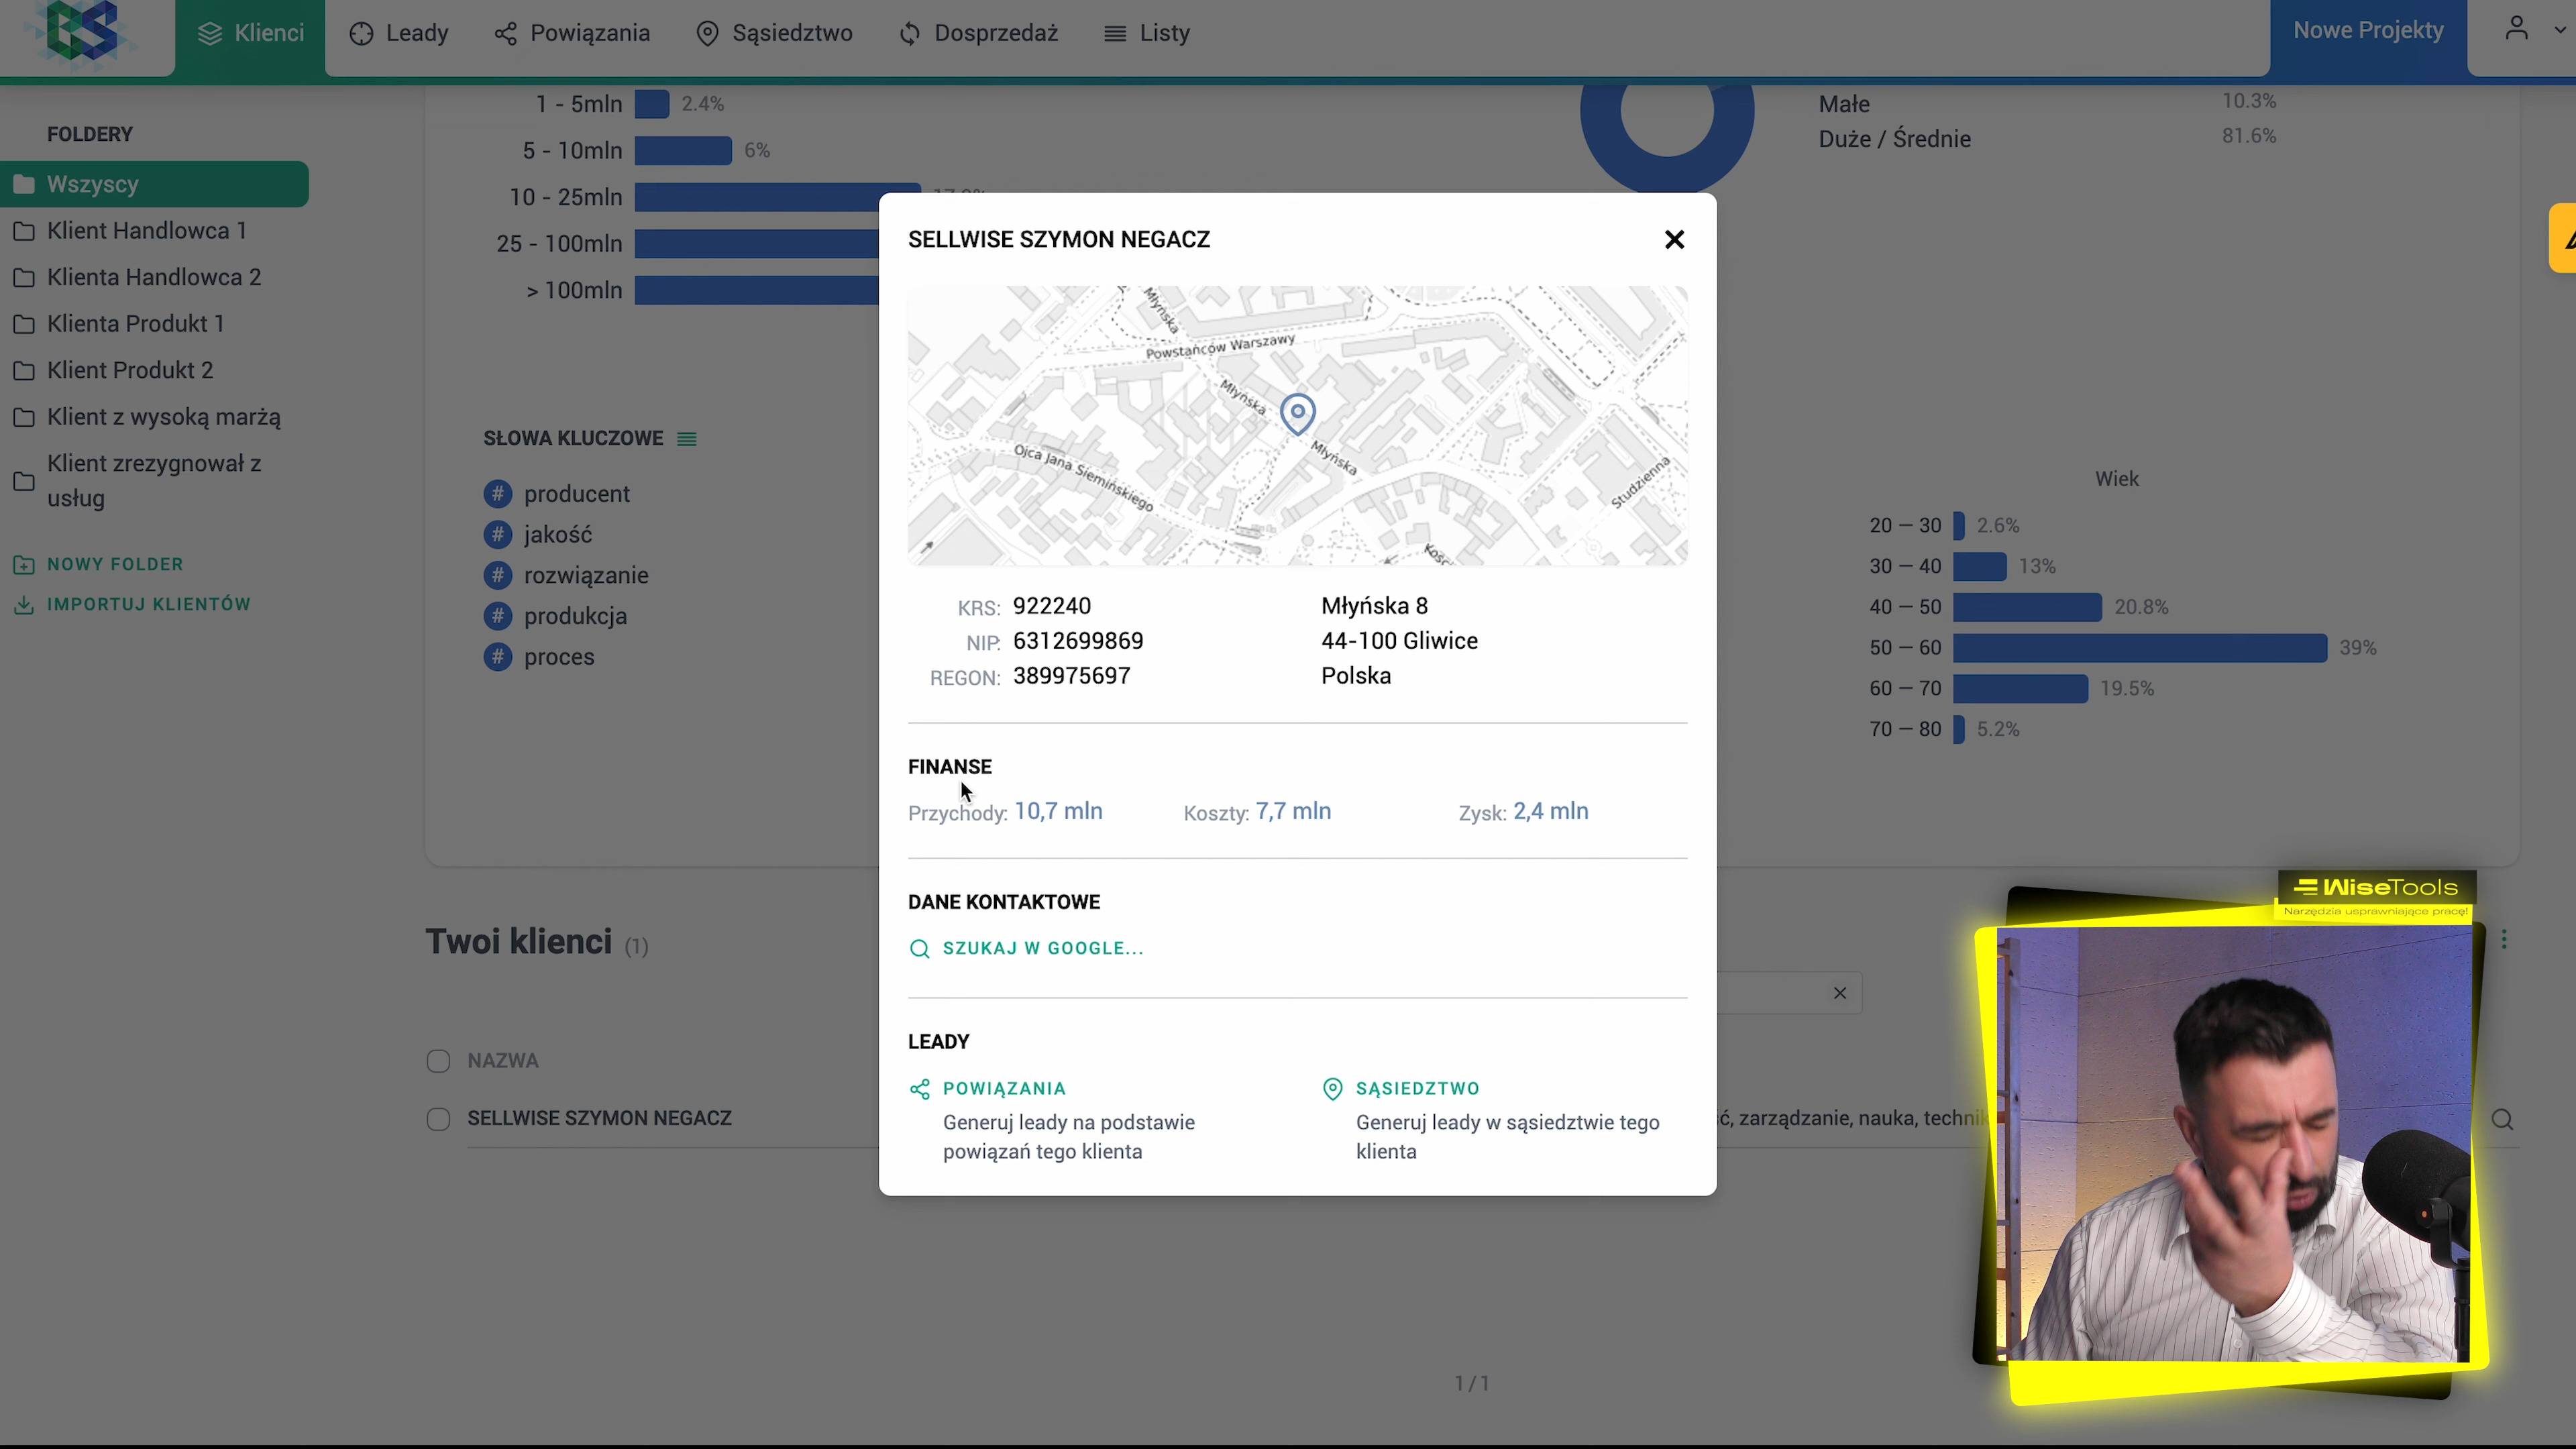 Klienci
Leady
Powiązania
Sąsiedztwo
Dosprzedaż
Listy
Nowe Projekty
FOLDERY
Wszyscy
Klient Handlowca 1
Klienta Handlowca 2
Klienta Produkt 1
Klient Produkt 2
Klient z wysoką marżą
Klient zrezygnował z
usług
NOWY FOLDER
IMPORTUJ KLIENTÓW
1 - 5mln 2.4%
5 - 10mln 6%
10 - 25mln
25 - 100mln
> 100mln
Małe 10.3%
Duże / Średnie 81.6%
SŁOWA KLUCZOWE
# producent
# jakość
# rozwiązanie
# produkcja
# proces
Wiek
20 — 30 2.6%
30 — 40 13%
40 — 50 20.8%
50 — 60 39%
60 — 70 19.5%
70 — 80 5.2%
SELLWISE SZYMON NEGACZ
Młyńska
Powstańców Warszawy
Młyńska
Młyńska
Ojca Jana Siemińskiego
Studzienna
KRS: 922240
NIP: 6312699869
REGON: 389975697
Młyńska 8
44-100 Gliwice
Polska
FINANSE
Przychody: 10,7 mln
Koszty: 7,7 mln
Zysk: 2,4 mln
DANE KONTAKTOWE
SZUKAJ W GOOGLE...
LEADY
POWIĄZANIA
Generuj leady na podstawie
powiązań tego klienta
SĄSIEDZTWO
Generuj leady w sąsiedztwie tego
klienta
Twoi klienci (1)
NAZWA
SELLWISE SZYMON NEGACZ
zarządzanie, nauka,
1 / 1
WiseTools
Narzędzia usprawniające pracę!